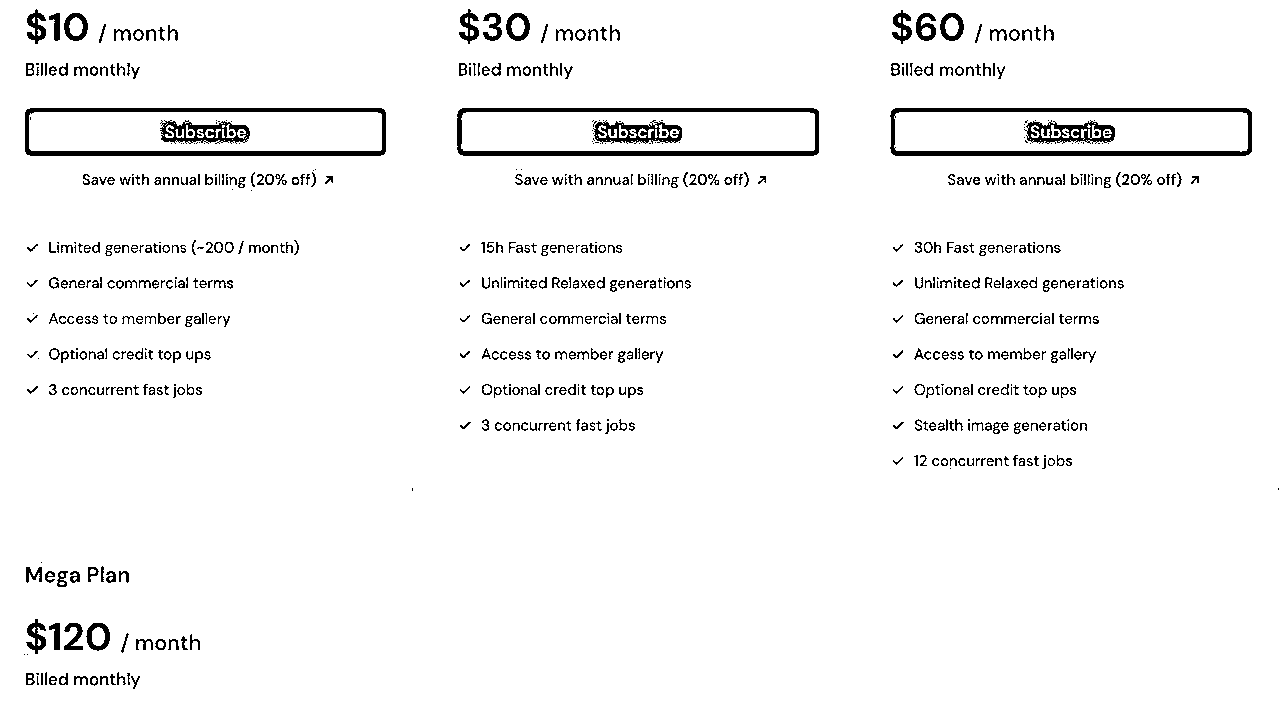 $10 / month
Billed monthly
Subscribe
Save with annual billing (20% off) ↗
✓ Limited generations (~200 / month)
✓ General commercial terms
✓ Access to member gallery
✓ Optional credit top ups
✓ 3 concurrent fast jobs
$30 / month
Billed monthly
Subscribe
Save with annual billing (20% off) ↗
✓ 15h Fast generations
✓ Unlimited Relaxed generations
✓ General commercial terms
✓ Access to member gallery
✓ Optional credit top ups
✓ 3 concurrent fast jobs
$60 / month
Billed monthly
Subscribe
Save with annual billing (20% off) ↗
✓ 30h Fast generations
✓ Unlimited Relaxed generations
✓ General commercial terms
✓ Access to member gallery
✓ Optional credit top ups
✓ Stealth image generation
✓ 12 concurrent fast jobs
Mega Plan
$120 / month
Billed monthly